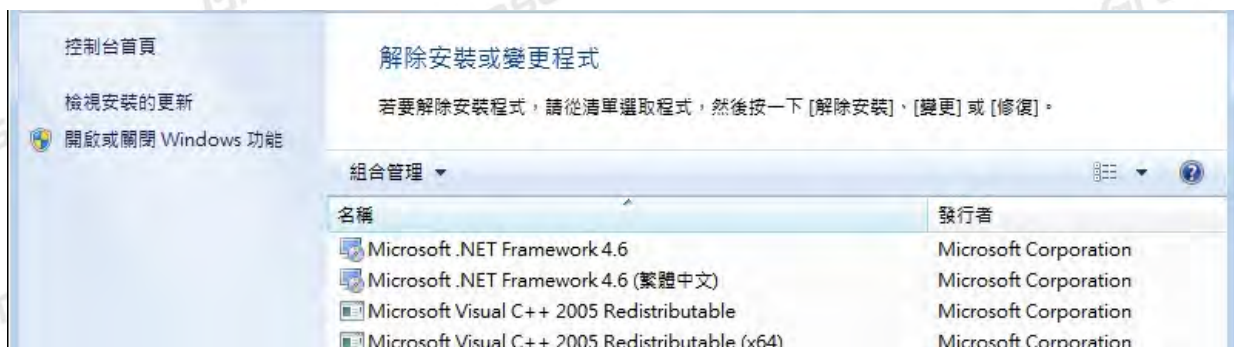 控制台首頁
檢視安裝的更新
開啟或關閉 Windows 功能
解除安裝或變更程式
若要解除安裝程式，請從清單選取程式，然後按一下 [解除安裝]、[變更] 或 [修復]。
組合管理
名稱 發行者
Microsoft .NET Framework 4.6 Microsoft Corporation
Microsoft .NET Framework 4.6 (繁體中文) Microsoft Corporation
Microsoft Visual C++ 2005 Redistributable Microsoft Corporation
Microsoft Visual C++ 2005 Redistributable (x64) Microsoft Corporation